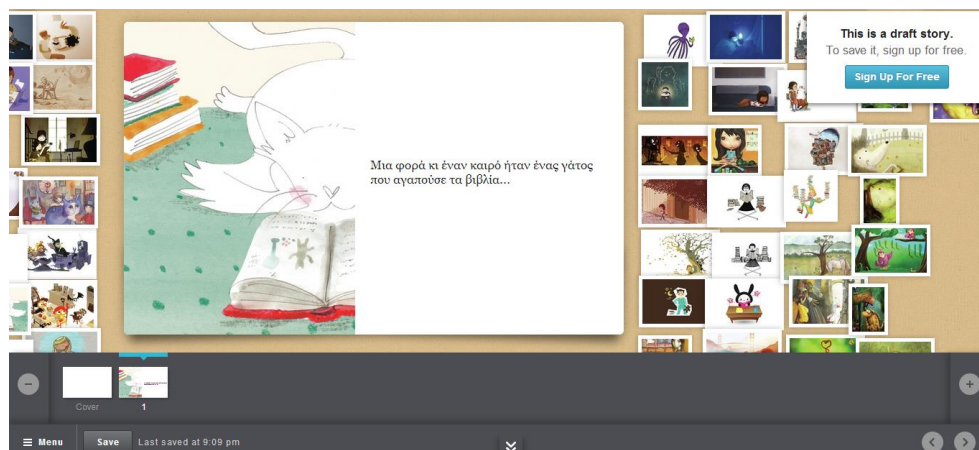 This is a draft story.
To save it, sign up for free.
Sign Up For Free
Μια φορά κι έναν καιρό ήταν ένας γάτος
που αγαπούσε τα βιβλία...
Cover
1
Menu
Save
Last saved at 9:09 pm